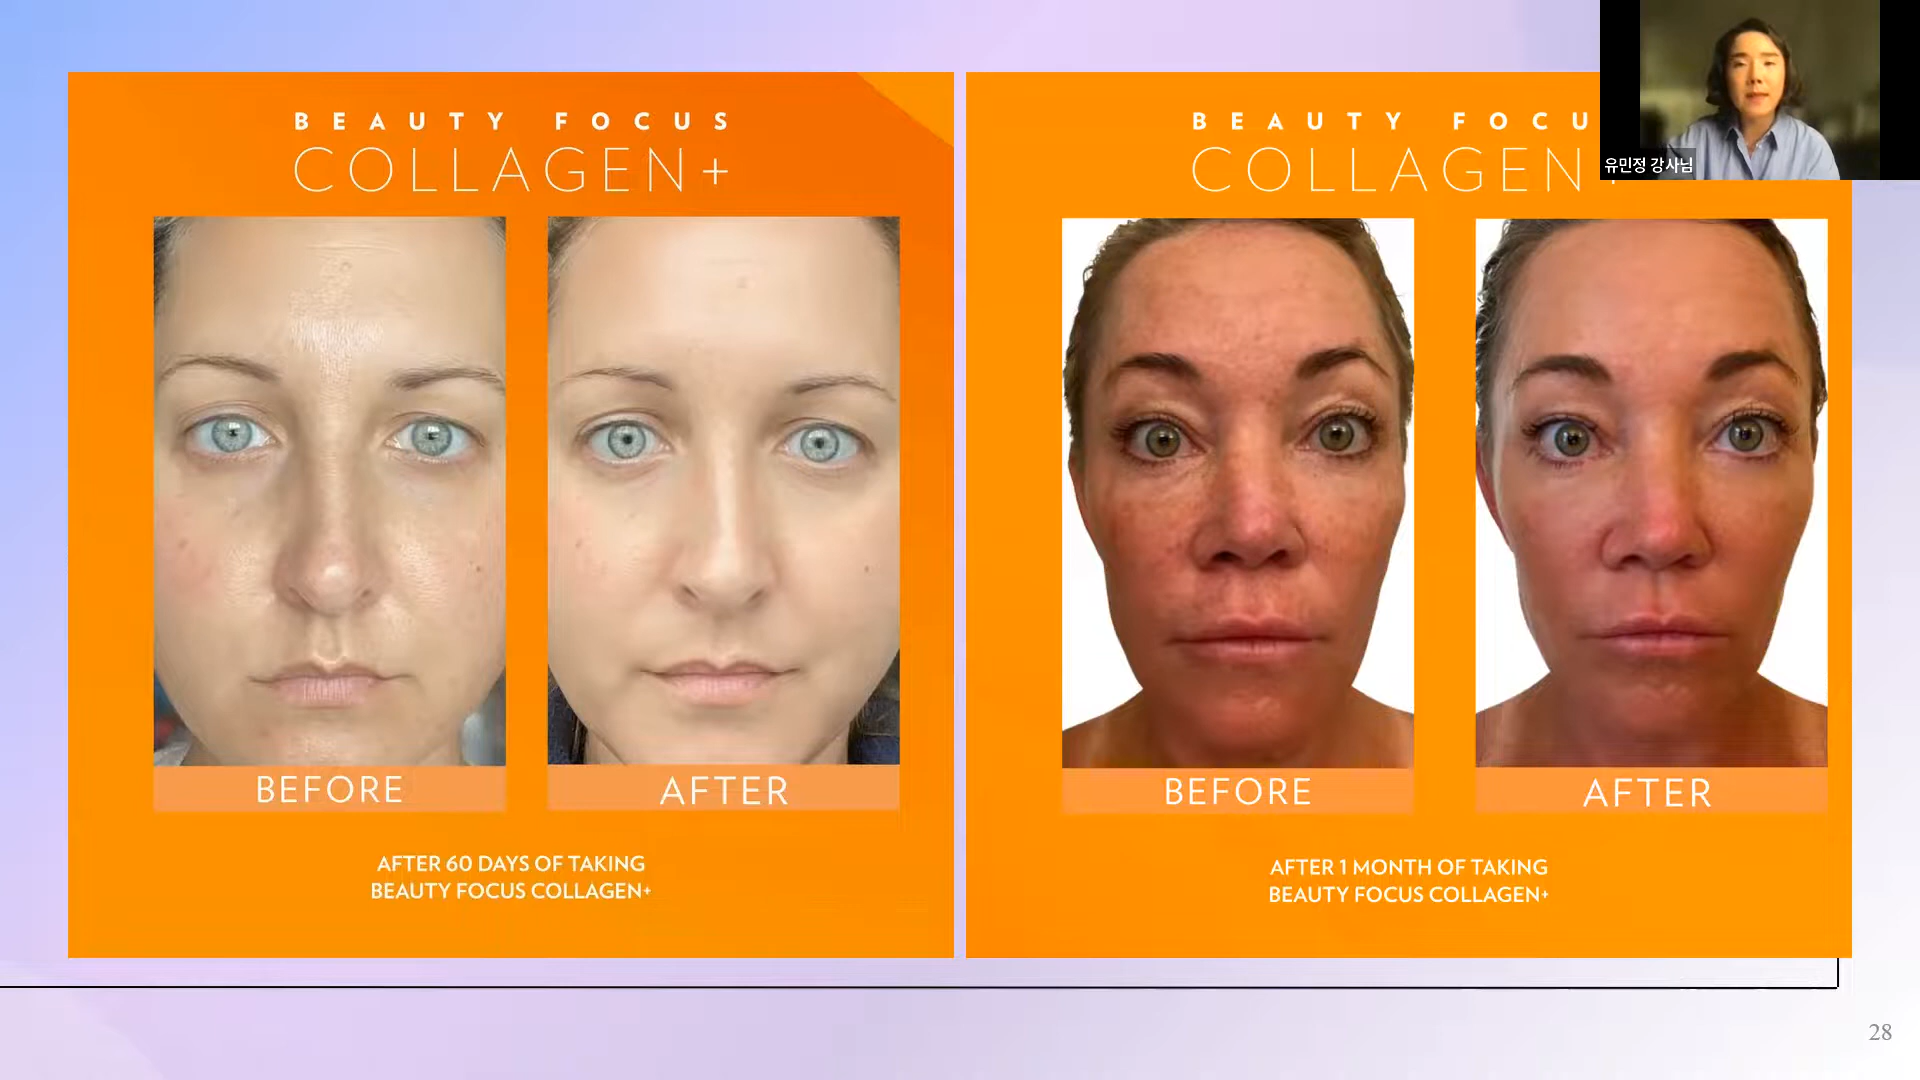 BEAUTY FOCUS
COLLAGEN+
BEFORE
AFTER
AFTER 60 DAYS OF TAKING
BEAUTY FOCUS COLLAGEN+
BEAUTY FOCU
COLLAGEN
BEFORE
AFTER
AFTER 1 MONTH OF TAKING
BEAUTY FOCUS COLLAGEN+
유민정 강사님
28